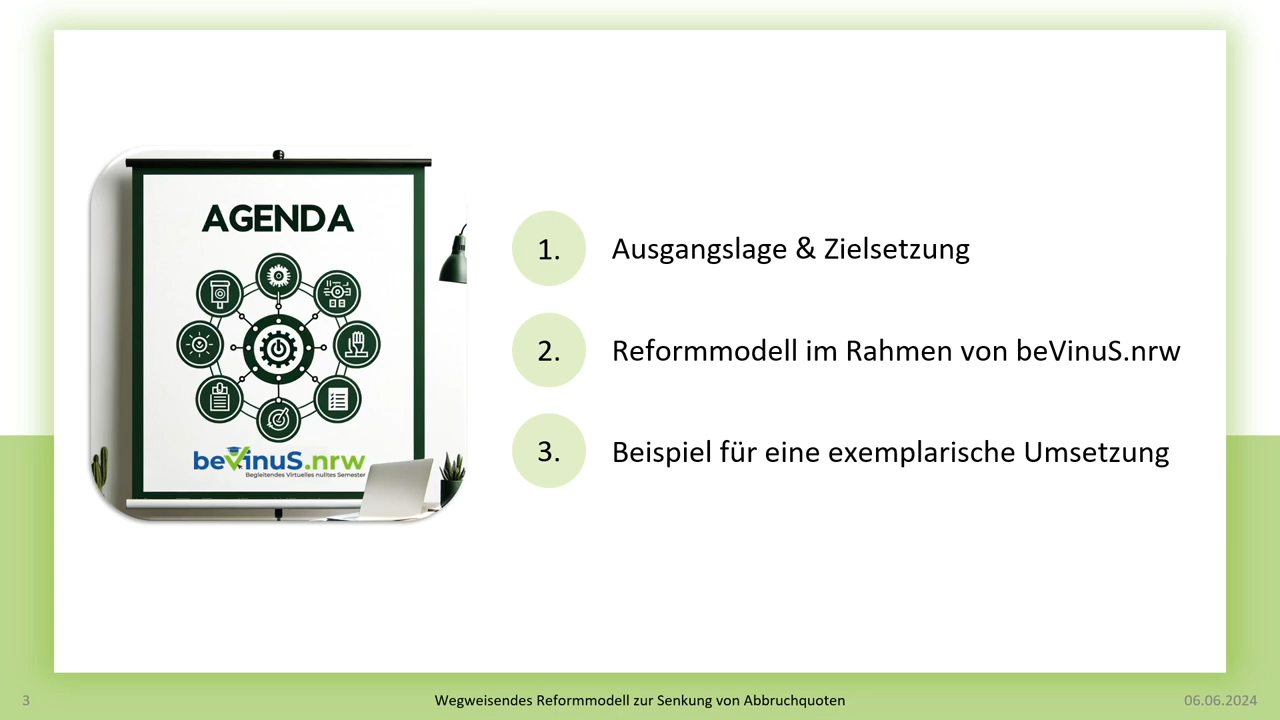 AGENDA
beVinuS.nrw
Begleitendes Virtuelles nulltes Semester
1. Ausgangslage & Zielsetzung
2. Reformmodell im Rahmen von beVinuS.nrw
3. Beispiel für eine exemplarische Umsetzung
3
Wegweisendes Reformmodell zur Senkung von Abbruchquoten
06.06.2024